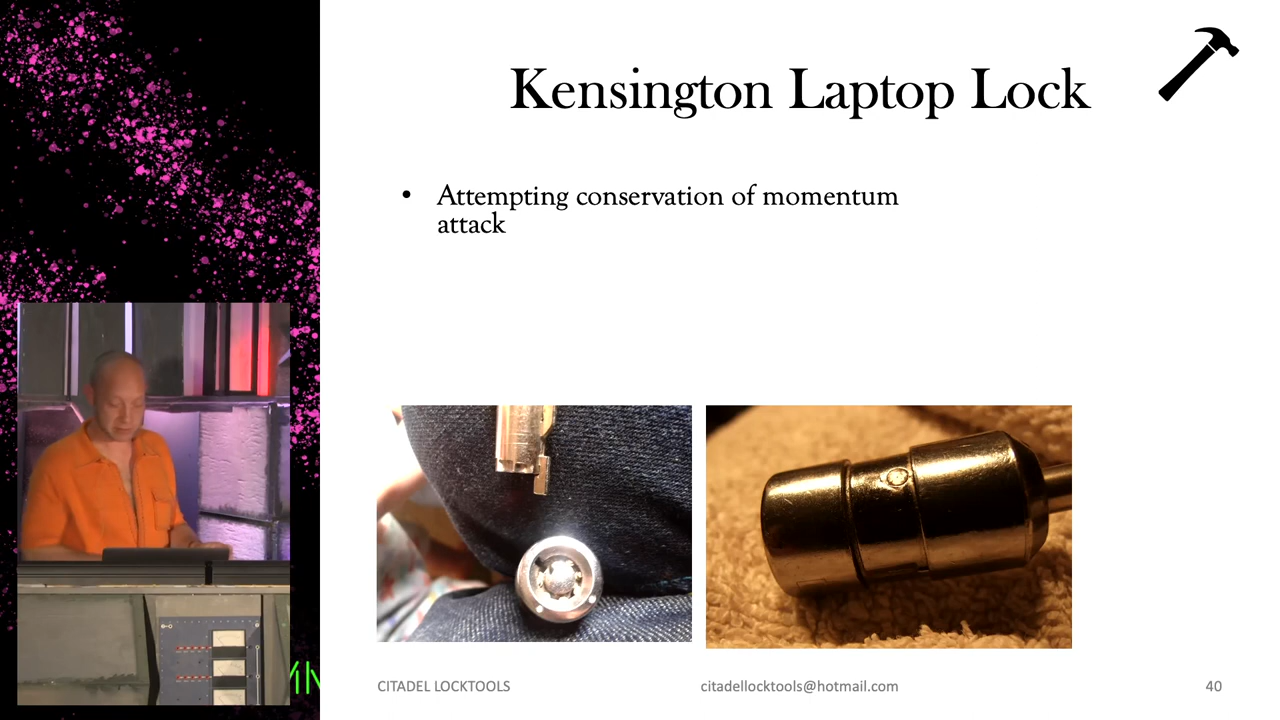 Kensington Laptop Lock
• Attempting conservation of momentum
attack
CITADEL LOCKTOOLS
citadellocktools@hotmail.com
40